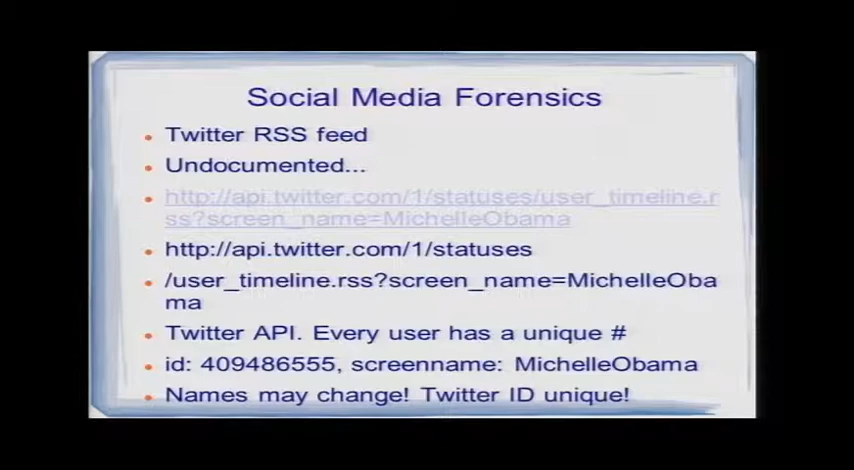 Social Media Forensics
Twitter RSS feed
Undocumented...
http://api.twitter.com/1/statuses/user_timeline.r
ss?screen_name=MichelleObama
http://api.twitter.com/1/statuses
/user_timeline.rss?screen_name=MichelleOba
ma
Twitter API. Every user has a unique #
id: 409486555, screenname: MichelleObama
Names may change! Twitter ID unique!